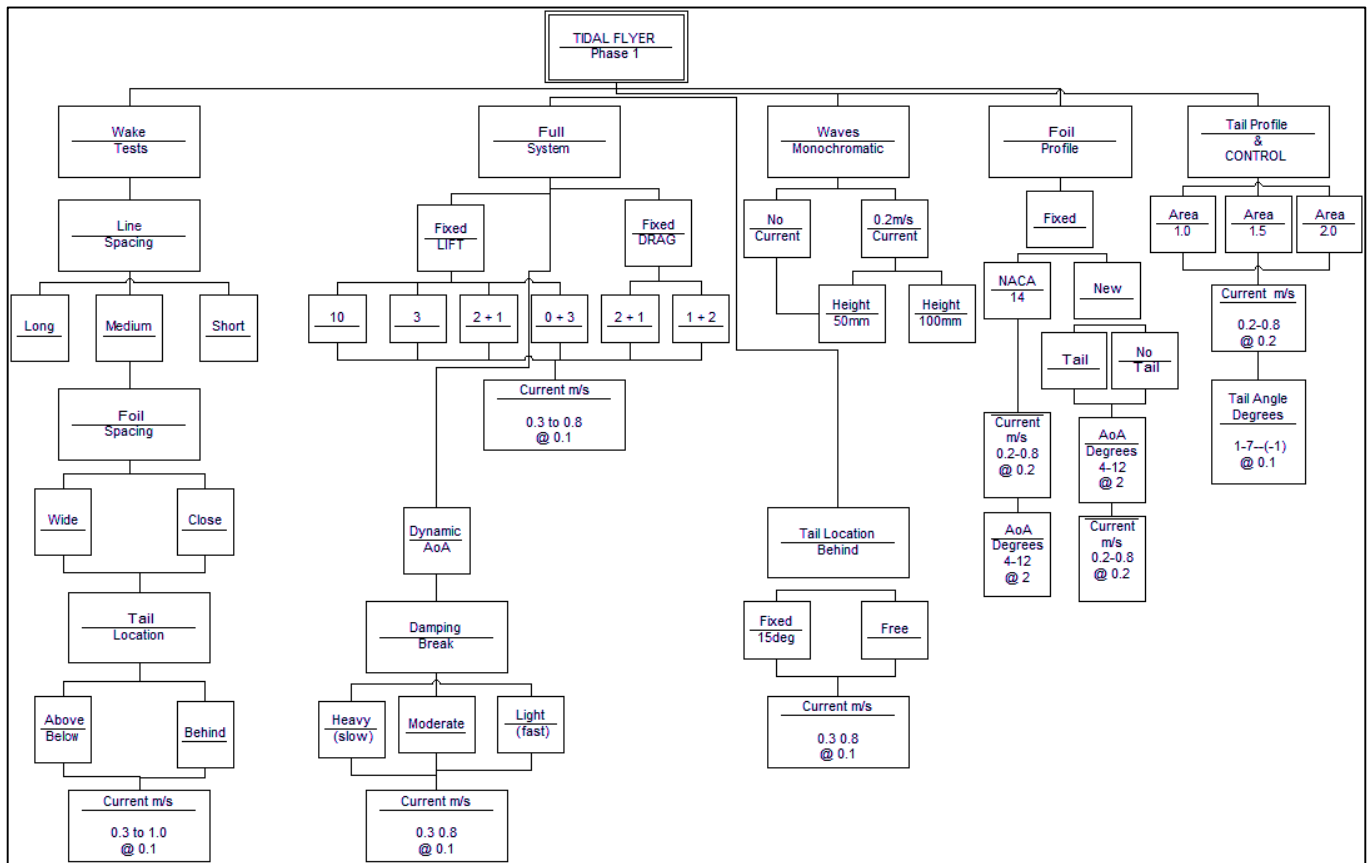 TIDAL FLYER
Phase 1
Wake
Tests
Full
System
Waves
Monochromatic
Foil
Profile
Tail Profile
&
CONTROL
Line
Spacing
Fixed
LIFT
Fixed
DRAG
No
Current
0.2m/s
Current
Fixed
Area
1.0
Area
1.5
Area
2.0
Long
Medium
Short
10
3
2 + 1
0 + 3
2 + 1
1 + 2
Height
50mm
Height
100mm
NACA
14
New
Current m/s
0.2-0.8
@ 0.2
Tail
No
Tail
Foil
Spacing
Current m/s
0.3 to 0.8
@ 0.1
Tail Angle
Degrees
1-7--(-1)
@ 0.1
Current
m/s
0.2-0.8
@ 0.2
AoA
Degrees
4-12
@ 2
Wide
Close
Dynamic
AoA
Tail Location
Behind
AoA
Degrees
4-12
@ 2
Current
m/s
0.2-0.8
@ 0.2
Tail
Location
Damping
Break
Fixed
15deg
Free
Above
Below
Behind
Heavy
(slow)
Moderate
Light
(fast)
Current m/s
0.3 0.8
@ 0.1
Current m/s
0.3 to 1.0
@ 0.1
Current m/s
0.3 0.8
@ 0.1